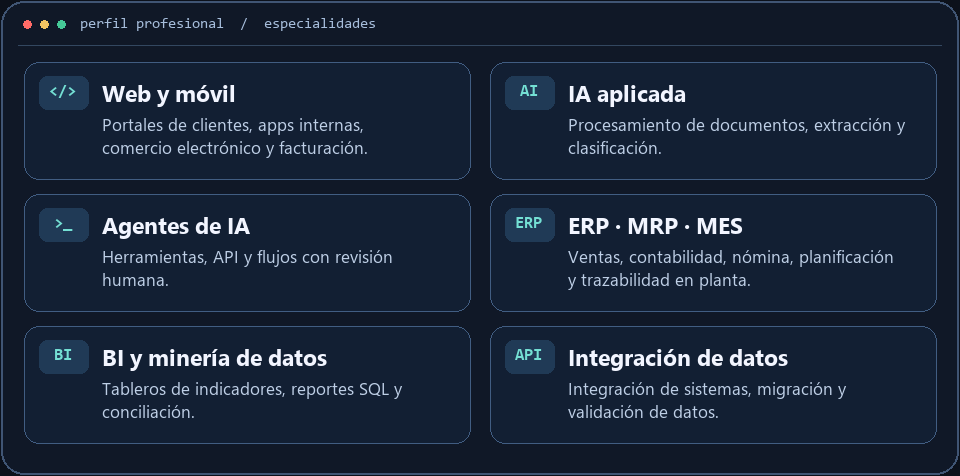 perfil profesional / especialidades
</>
Web y móvil
Portales de clientes, apps internas,
comercio electrónico y facturación.
AI
IA aplicada
Procesamiento de documentos, extracción y
clasificación.
>_
Agentes de IA
Herramientas, API y flujos con revisión
humana.
ERP
ERP · MRP · MES
Ventas, contabilidad, nómina, planificación
y trazabilidad en planta.
BI
BI y minería de datos
Tableros de indicadores, reportes SQL y
conciliación.
API
Integración de datos
Integración de sistemas, migración y
validación de datos.